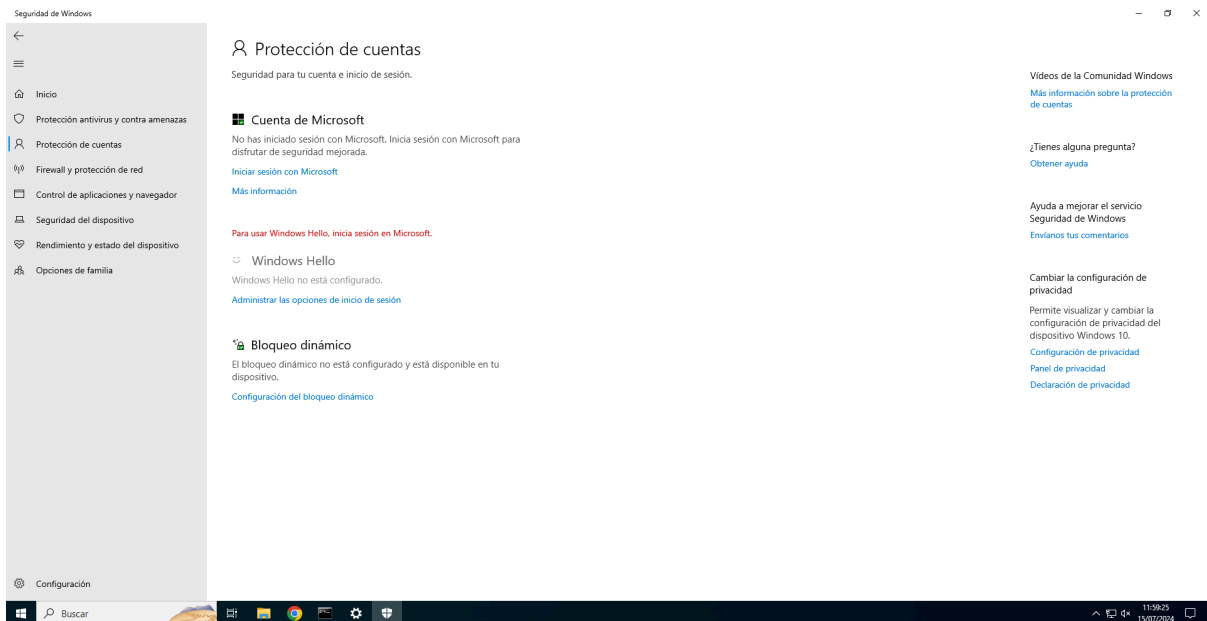 Seguridad de Windows
Inicio
Protección antivirus y contra amenazas
Protección de cuentas
Firewall y protección de red
Control de aplicaciones y navegador
Seguridad del dispositivo
Rendimiento y estado del dispositivo
Opciones de familia
Configuración
Protección de cuentas
Seguridad para tu cuenta e inicio de sesión.
Cuenta de Microsoft
No has iniciado sesión con Microsoft. Inicia sesión con Microsoft para
disfrutar de seguridad mejorada.
Iniciar sesión con Microsoft
Más información
Para usar Windows Hello, inicia sesión en Microsoft.
Windows Hello
Windows Hello no está configurado.
Administrar las opciones de inicio de sesión
Bloqueo dinámico
El bloqueo dinámico no está configurado y está disponible en tu
dispositivo.
Configuración del bloqueo dinámico
Vídeos de la Comunidad Windows
Más información sobre la protección
de cuentas
¿Tienes alguna pregunta?
Obtener ayuda
Ayuda a mejorar el servicio
Seguridad de Windows
Envíanos tus comentarios
Cambiar la configuración de
privacidad
Permite visualizar y cambiar la
configuración de privacidad del
dispositivo Windows 10.
Configuración de privacidad
Panel de privacidad
Declaración de privacidad
Buscar
11:59:25
15/07/2024